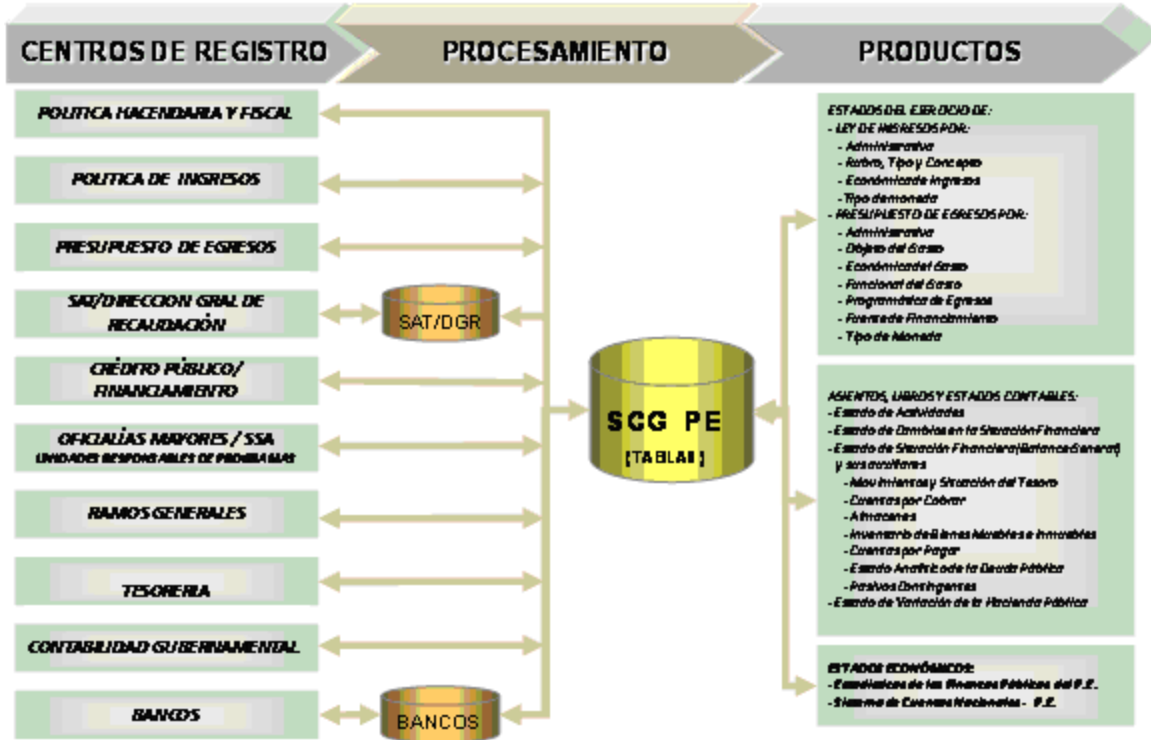 CENTROS DE REGISTRO
PROCESAMIENTO
PRODUCTOS
POLITICA HACENDARIA Y FISCAL
POLITICA DE INGRESOS
PRESUPUESTO DE EGRESOS
SAT/DIRECCION GRAL DE
RECAUDACIÓN
CRÉDITO PÚBLICO/
FINANCIAMIENTO
OFICIALÍAS MAYORES / SSA
UNIDADES RESPONSABLES DE PROGRAMAS
RAMOS GENERALES
TESORERIA
CONTABILIDAD GUBERNAMENTAL
BANCOS
SAT/DGR
BANCOS
SCG PE
(TABLAS)
ESTADOS DEL EJERCICIO DE:
- LEY DE INGRESOS POR:
- Administrativa
- Rubro, Tipo y Concepto
- Económica de Ingresos
- Tipo de moneda
- PRESUPUESTO DE EGRESOS POR:
- Administrativa
- Objeto del Gasto
- Económica del Gasto
- Funcional del Gasto
- Programática de Egresos
- Fuente de Financiamiento
- Tipo de Moneda
ASIENTOS, LIBROS Y ESTADOS CONTABLES:
- Estado de Actividades
- Estado de Cambios en la Situación Financiera
- Estado de Situación Financiera (Balance General)
y sus auxiliares
- Movimientos y Situación del Tesoro
- Cuentas por Cobrar
- Almacenes
- Inventario de Bienes Muebles e Inmuebles
- Cuentas por Pagar
- Estado Analítico de la Deuda Pública
- Pasivos Contingentes
- Estado de Variación de la Hacienda Pública
ESTADOS ECONÓMICOS:
- Estadísticas de las Finanzas Públicas del P.E.
- Sistema de Cuentas Nacionales - P.E.